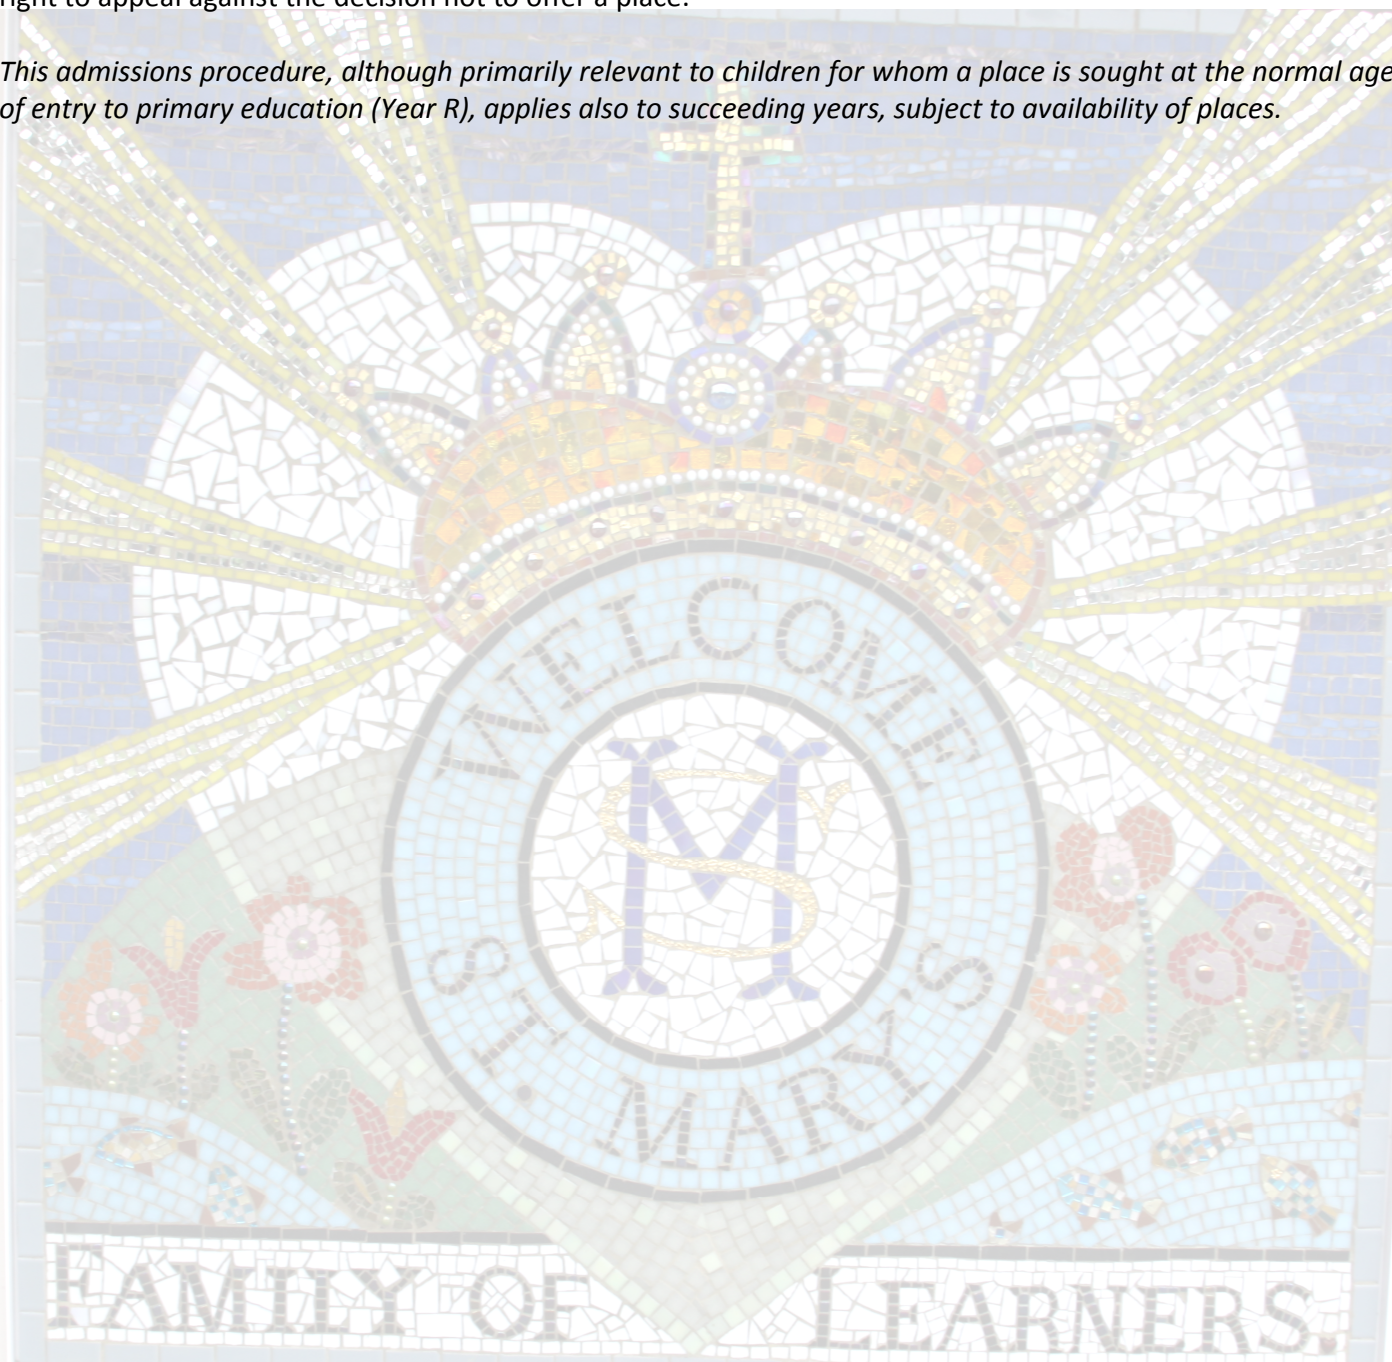 right to appeal against the decision not to offer a place.
This admissions procedure, although primarily relevant to children for whom a place is sought at the normal age
of entry to primary education (Year R), applies also to succeeding years, subject to availability of places.
WELCOME
MS
ST. MARY'S
FAMILY OF LEARNERS